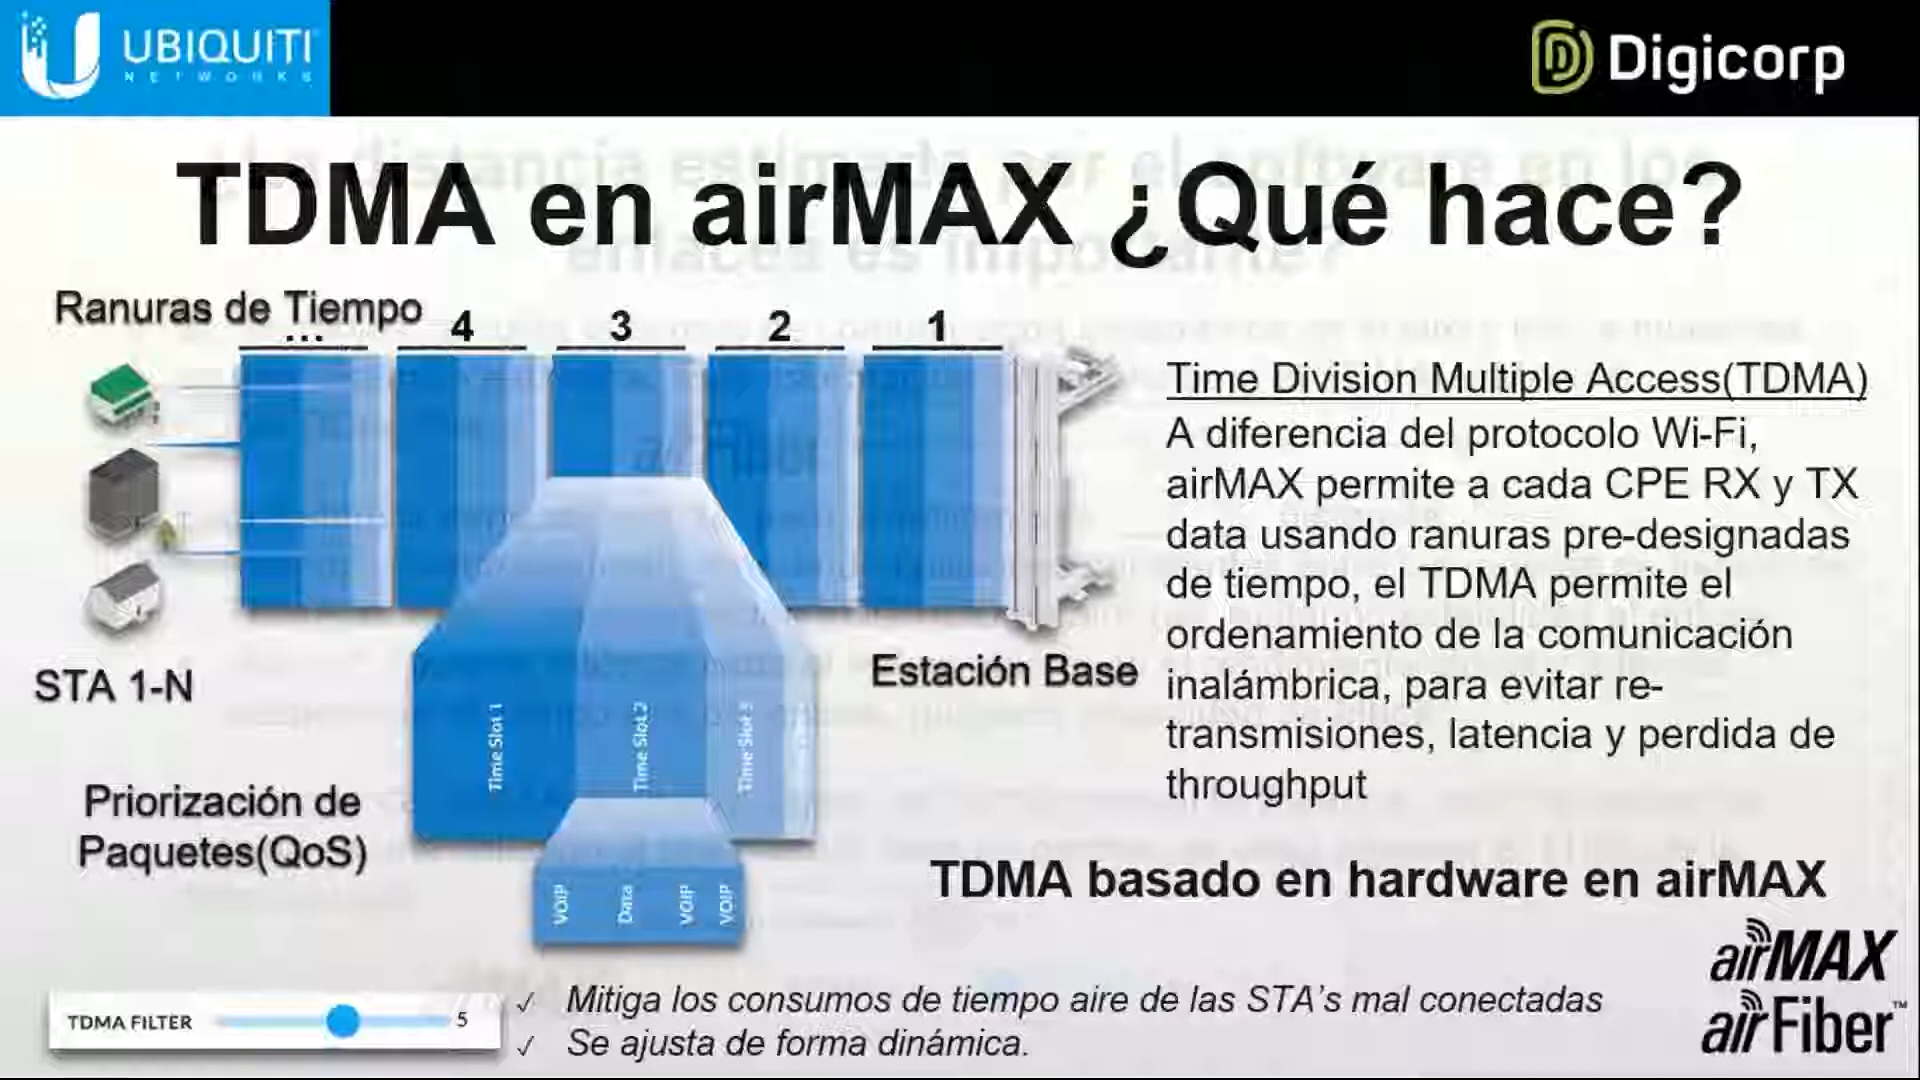 UBIQUITI
NETWORKS
Digicorp
TDMA en airMAX ¿Qué hace?
Ranuras de Tiempo
... 4 3 2 1
STA 1-N
Estación Base
Time Slot 1
Time Slot 2
Time Slot 3
Priorización de
Paquetes(QoS)
VOIP
Data
VOIP
VOIP
Time Division Multiple Access(TDMA)
A diferencia del protocolo Wi-Fi,
airMAX permite a cada CPE RX y TX
data usando ranuras pre-designadas
de tiempo, el TDMA permite el
ordenamiento de la comunicación
inalámbrica, para evitar re-
transmisiones, latencia y perdida de
throughput
TDMA basado en hardware en airMAX
TDMA FILTER 5
✓ Mitiga los consumos de tiempo aire de las STA’s mal conectadas
✓ Se ajusta de forma dinámica.
airMAX
airFiber™